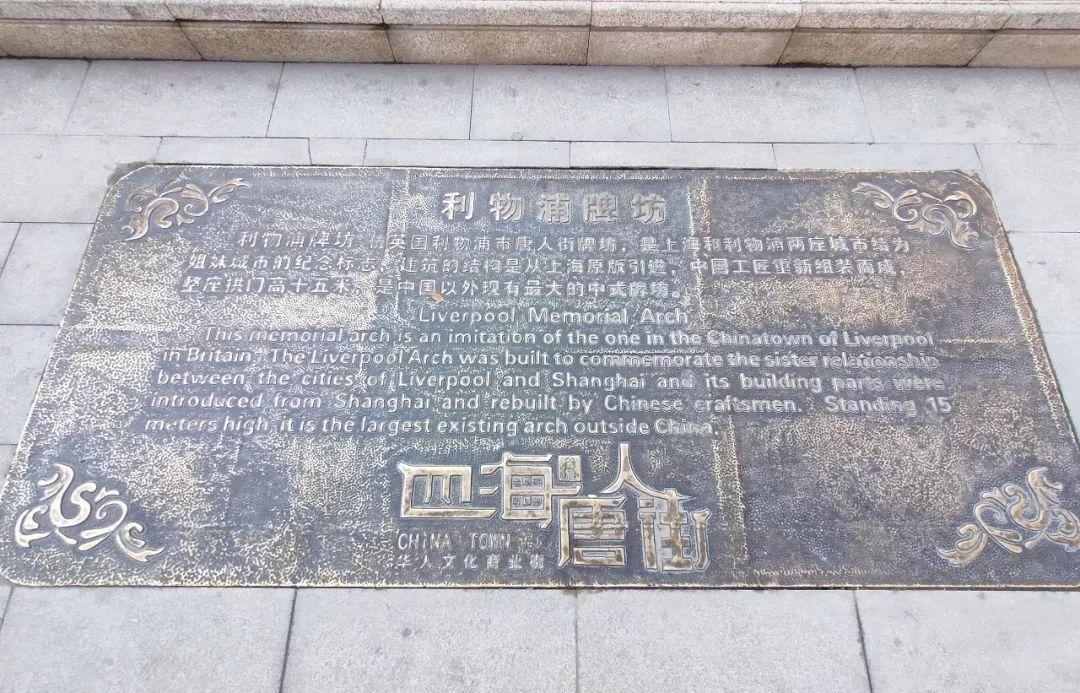 利物浦牌坊
利物浦牌坊, 仿英国利物浦市唐人街牌坊, 是上海和利物浦两座城市结为
姐妹城市的纪念标志, 建筑的结构是从上海原版引进, 中国工匠重新组装而成,
整座拱门高十五米, 是中国以外现有最大的中式牌坊。
Liverpool Memorial Arch
This memorial arch is an imitation of the one in the Chinatown of Liverpool
in Britain. The Liverpool Arch was built to commemorate the sister relationship
between the cities of Liverpool and Shanghai and its building parts were
introduced from Shanghai and rebuilt by Chinese craftsmen. Standing 15
meters high, it is the largest existing arch outside China.
四海唐人街
CHINA TOWN
华人文化商业街